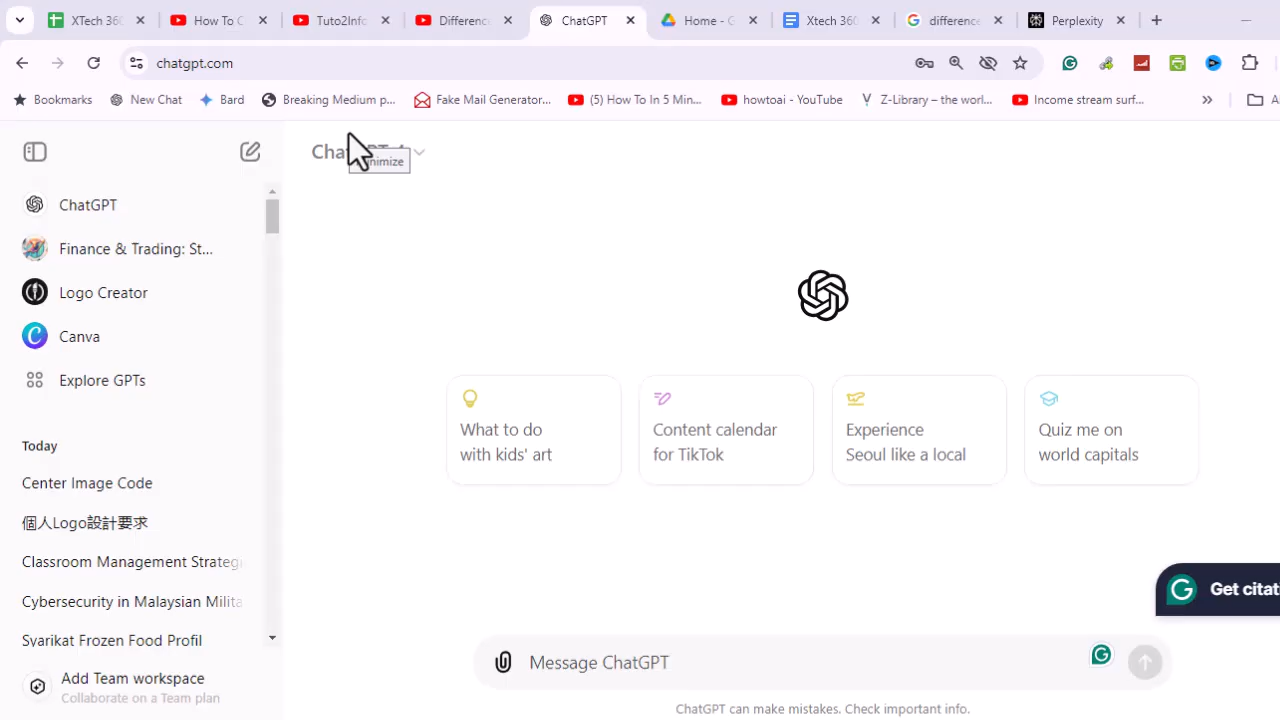 XTech 360
How To C
Tuto2Info
Difference
ChatGPT
Home - G
Xtech 360
difference
Perplexity
chatgpt.com
Bookmarks
New Chat
Bard
Breaking Medium p...
Fake Mail Generator...
(5) How To In 5 Min...
howtoai - YouTube
Z-Library – the worl...
Income stream surf...
»
ChatGPT
Finance & Trading: St...
Logo Creator
Canva
Explore GPTs
Today
Center Image Code
個人Logo設計要求
Classroom Management Strateg
Cybersecurity in Malaysian Milita
Syarikat Frozen Food Profil
Add Team workspace
Collaborate on a Team plan
What to do
with kids' art
Content calendar
for TikTok
Experience
Seoul like a local
Quiz me on
world capitals
Get citati
Message ChatGPT
ChatGPT can make mistakes. Check important info.